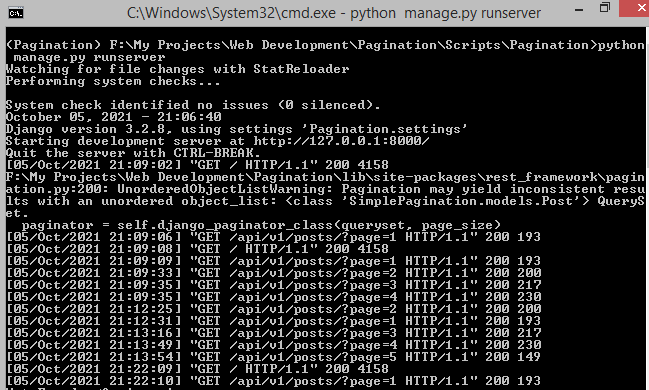 C:\Windows\System32\cmd.exe - python  manage.py runserver
(Pagination) F:\My Projects\Web Development\Pagination\Scripts\Pagination>python
 manage.py runserver
Watching for file changes with StatReloader
Performing system checks...
System check identified no issues (0 silenced).
October 05, 2021 - 21:06:40
Django version 3.2.8, using settings 'Pagination.settings'
Starting development server at http://127.0.0.1:8000/
Quit the server with CTRL-BREAK.
[05/Oct/2021 21:09:02] "GET / HTTP/1.1" 200 4158
F:\My Projects\Web Development\Pagination\lib\site-packages\rest_framework\pagin
ation.py:200: UnorderedObjectListWarning: Pagination may yield inconsistent resu
lts with an unordered object_list: <class 'SimplePagination.models.Post'> QueryS
et.
  paginator = self.django_paginator_class(queryset, page_size)
[05/Oct/2021 21:09:06] "GET /api/v1/posts/?page=1 HTTP/1.1" 200 193
[05/Oct/2021 21:09:08] "GET / HTTP/1.1" 200 4158
[05/Oct/2021 21:09:09] "GET /api/v1/posts/?page=1 HTTP/1.1" 200 193
[05/Oct/2021 21:09:33] "GET /api/v1/posts/?page=2 HTTP/1.1" 200 200
[05/Oct/2021 21:09:35] "GET /api/v1/posts/?page=3 HTTP/1.1" 200 217
[05/Oct/2021 21:09:35] "GET /api/v1/posts/?page=4 HTTP/1.1" 200 230
[05/Oct/2021 21:12:25] "GET /api/v1/posts/?page=2 HTTP/1.1" 200 200
[05/Oct/2021 21:12:31] "GET /api/v1/posts/?page=1 HTTP/1.1" 200 193
[05/Oct/2021 21:13:16] "GET /api/v1/posts/?page=3 HTTP/1.1" 200 217
[05/Oct/2021 21:13:49] "GET /api/v1/posts/?page=4 HTTP/1.1" 200 230
[05/Oct/2021 21:13:54] "GET /api/v1/posts/?page=5 HTTP/1.1" 200 149
[05/Oct/2021 21:22:09] "GET / HTTP/1.1" 200 4158
[05/Oct/2021 21:22:10] "GET /api/v1/posts/?page=1 HTTP/1.1" 200 193